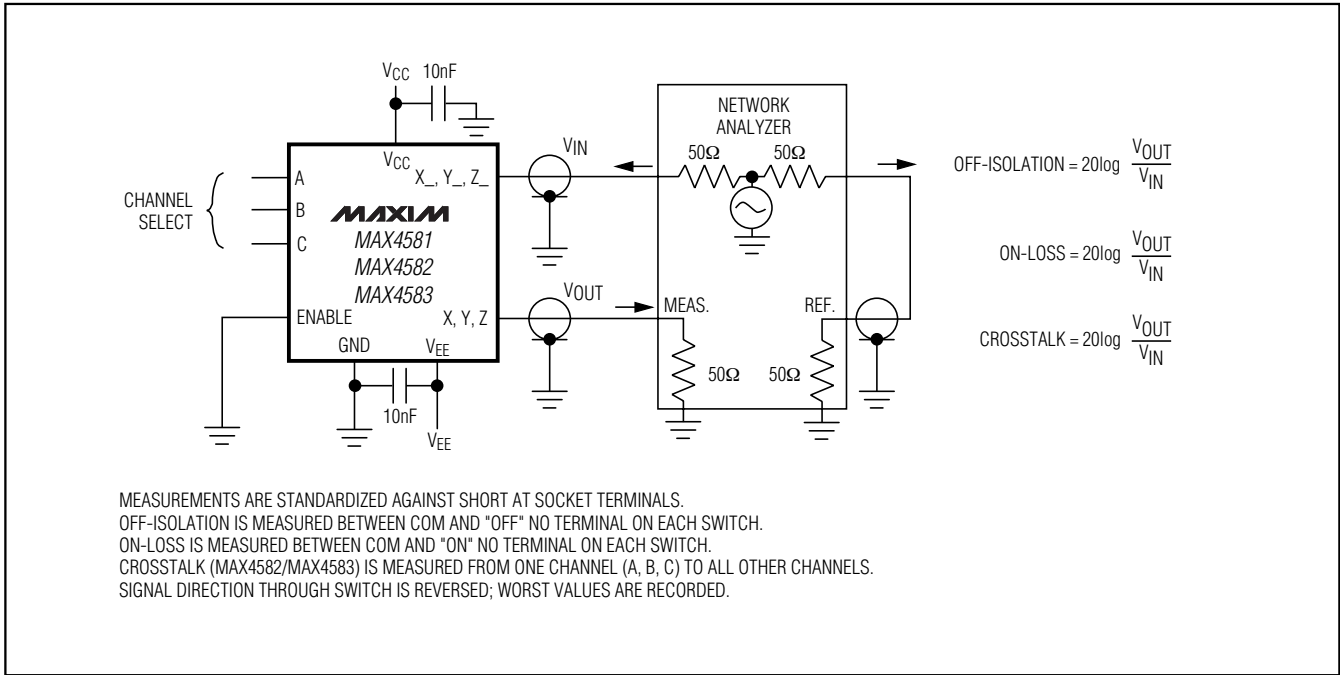 VCC 10nF
VCC
A
B
C
CHANNEL
SELECT
ENABLE
GND
VEE
X_, Y_, Z_
X, Y, Z
MAXIM
MAX4581
MAX4582
MAX4583
10nF
VEE
VIN
VOUT
NETWORK
ANALYZER
50Ω 50Ω
MEAS. REF.
50Ω 50Ω
OFF-ISOLATION = 20log VOUT
VIN
ON-LOSS = 20log VOUT
VIN
CROSSTALK = 20log VOUT
VIN
MEASUREMENTS ARE STANDARDIZED AGAINST SHORT AT SOCKET TERMINALS.
OFF-ISOLATION IS MEASURED BETWEEN COM AND "OFF" NO TERMINAL ON EACH SWITCH.
ON-LOSS IS MEASURED BETWEEN COM AND "ON" NO TERMINAL ON EACH SWITCH.
CROSSTALK (MAX4582/MAX4583) IS MEASURED FROM ONE CHANNEL (A, B, C) TO ALL OTHER CHANNELS.
SIGNAL DIRECTION THROUGH SWITCH IS REVERSED; WORST VALUES ARE RECORDED.